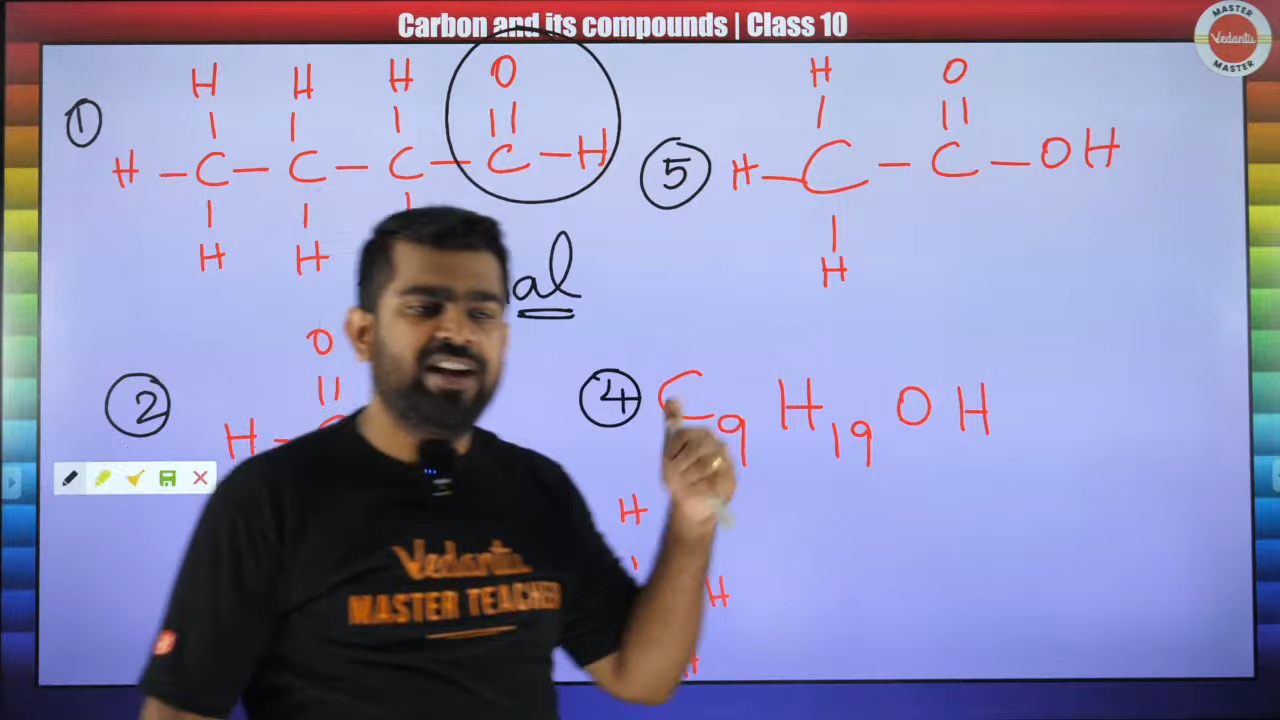 Carbon and its compounds | Class 10
MASTER
Vedantu
MASTER
①
H H H O
H - C - C - C - C - H
H H
al
⑤
H O
H - C - C - OH
H
②
O
H -
④ C₉ H₁₉ O H
H
H
H
Vedantu
MASTER TEACHER